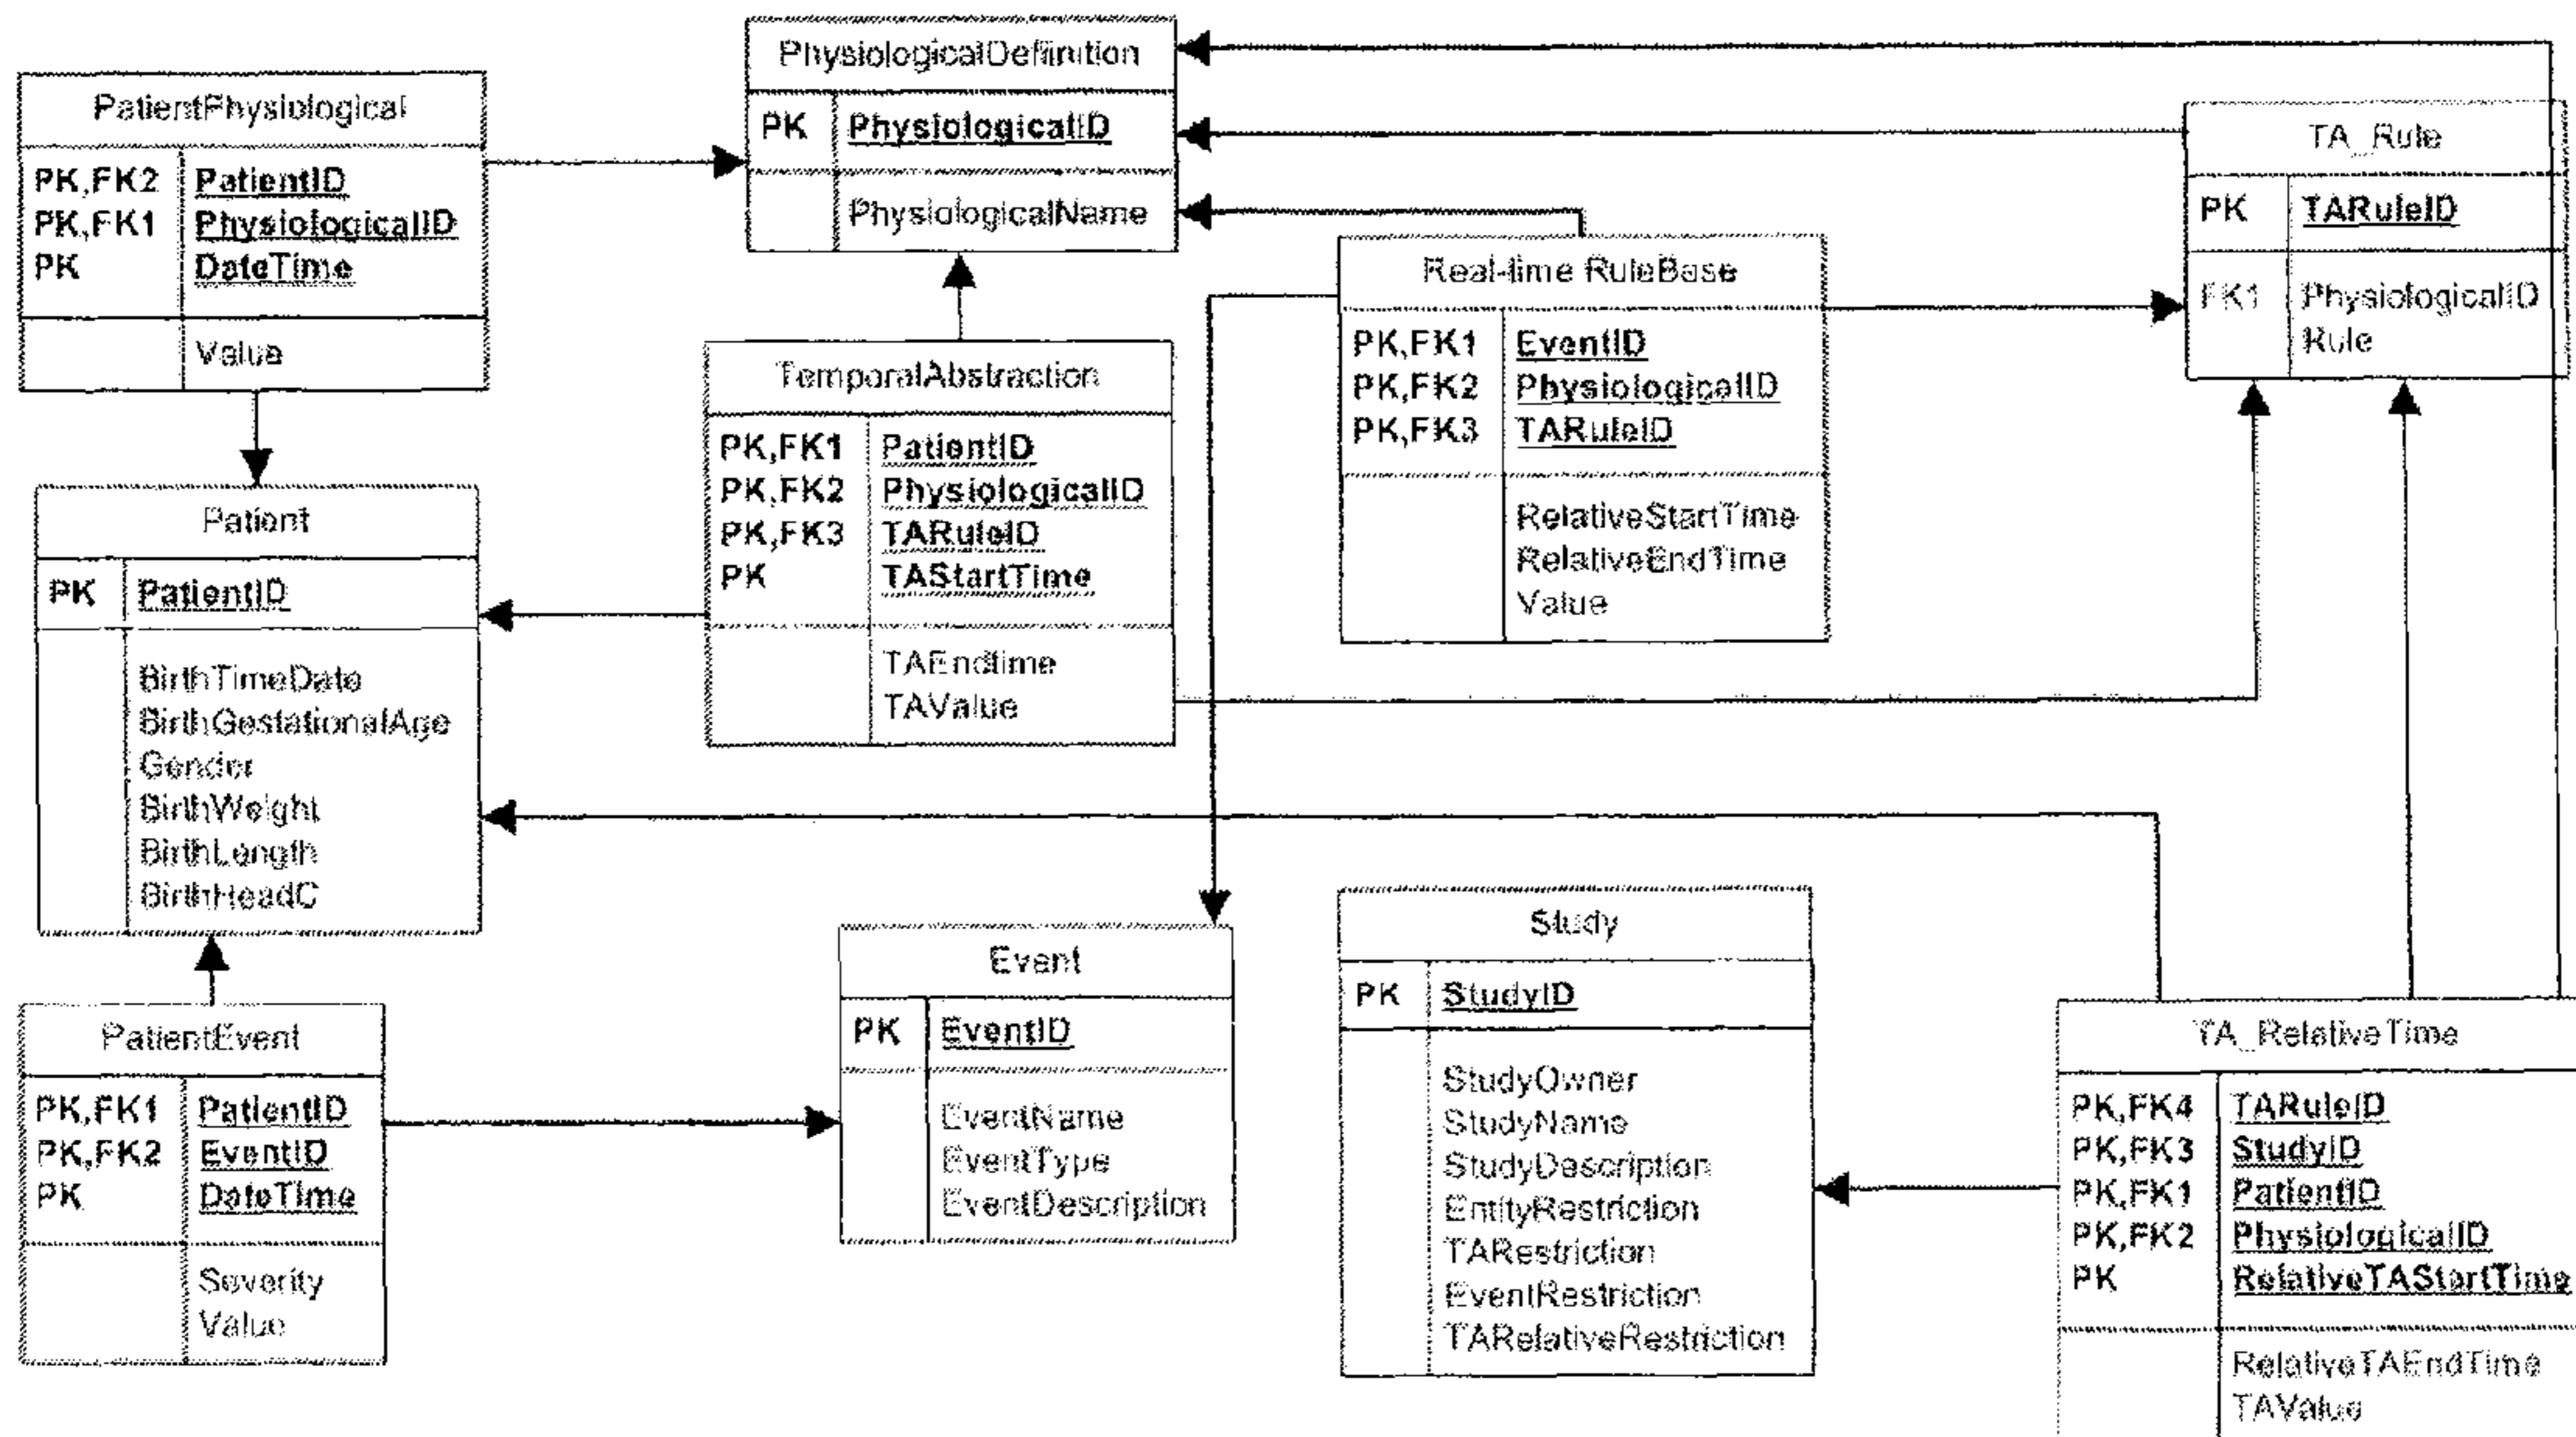 PatientPhysiological
PK,FK2 PatientID
PK,FK1 PhysiologicalID
PK DateTime
Value
PhysiologicalDefiinition
PK PhysiologicalID
PhysiologicalName
TA_Rule
PK TARuleID
FK1 PhysiologicalID
Rule
Real-time RuleBase
PK,FK1 EventID
PK,FK2 PhysiologicalID
PK,FK3 TARuleID
RelativeStartTime
RelativeEndTime
Value
TemporalAbstraction
PK,FK1 PatientID
PK,FK2 PhysiologicalID
PK,FK3 TARuleID
PK TAStartTime
TAEndtime
TAValue
Patient
PK PatientID
BirthTimeDate
BirthGestationalAge
Gender
BirthWeight
BirthLength
BirthHeadC
PatientEvent
PK,FK1 PatientID
PK,FK2 EventID
PK DateTime
Severity
Value
Event
PK EventID
EventName
EventType
EventDescription
Study
PK StudyID
StudyOwner
StudyName
StudyDescription
EntityRestriction
TARestriction
EventRestriction
TARelativeRestriction
TA_RelativeTime
PK,FK4 TARuleID
PK,FK3 StudyID
PK,FK1 PatientID
PK,FK2 PhysiologicalID
PK RelativeTAStartTime
RelativeTAEndTime
TAValue